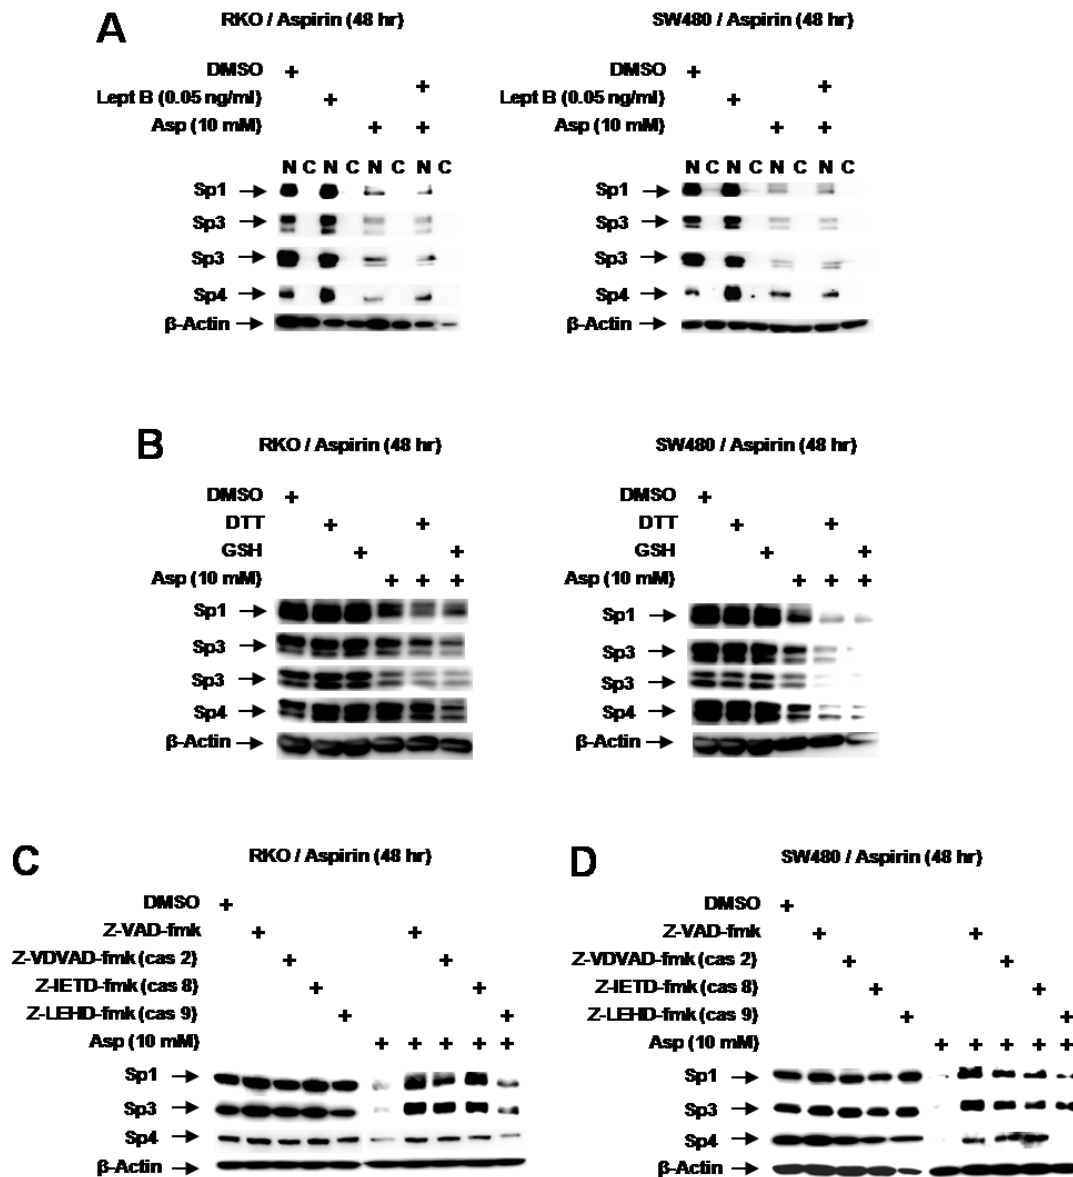 A
RKO / Aspirin (48 hr)
DMSO +
Lept B (0.05 ng/ml) + +
Asp (10 mM) + +
N C N C N C N C
Sp1
Sp3
Sp3
Sp4
β-Actin
SW480 / Aspirin (48 hr)
DMSO +
Lept B (0.05 ng/ml) + +
Asp (10 mM) + +
N C N C N C N C
Sp1
Sp3
Sp3
Sp4
β-Actin
B
RKO / Aspirin (48 hr)
DMSO +
DTT + +
GSH + +
Asp (10 mM) + + +
Sp1
Sp3
Sp3
Sp4
β-Actin
SW480 / Aspirin (48 hr)
DMSO +
DTT + +
GSH + +
Asp (10 mM) + + +
Sp1
Sp3
Sp3
Sp4
β-Actin
C
RKO / Aspirin (48 hr)
DMSO +
Z-VAD-fmk + +
Z-VDVAD-fmk (cas 2) + +
Z-IETD-fmk (cas 8) + +
Z-LEHD-fmk (cas 9) + +
Asp (10 mM) + + + + +
Sp1
Sp3
Sp4
β-Actin
D
SW480 / Aspirin (48 hr)
DMSO +
Z-VAD-fmk + +
Z-VDVAD-fmk (cas 2) + +
Z-IETD-fmk (cas 8) + +
Z-LEHD-fmk (cas 9) + +
Asp (10 mM) + + + + +
Sp1
Sp3
Sp4
β-Actin